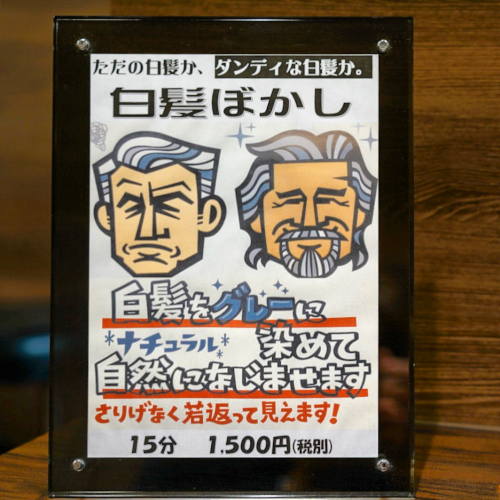 ただの白髪か、ダンディな白髪か。
白髪ぼかし
白髪をグレーに
*ナチュラル* 染めて
自然になじませます
さりげなく若返って見えます!
15分 1,500円(税別)